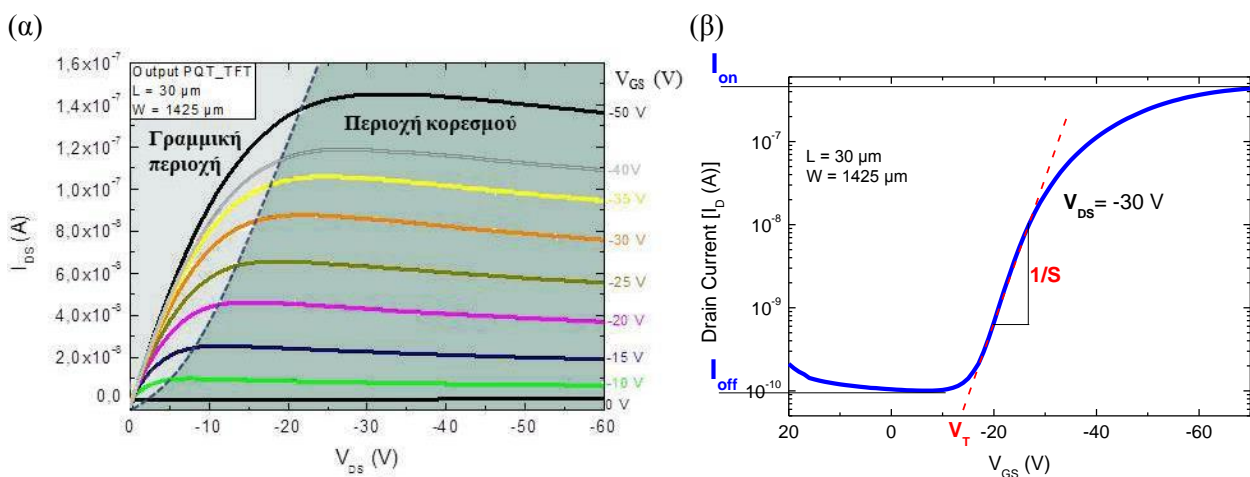 (α)
1,6x10⁻⁷
1,4x10⁻⁷
1,2x10⁻⁷
1,0x10⁻⁷
8,0x10⁻⁸
6,0x10⁻⁸
4,0x10⁻⁸
2,0x10⁻⁸
0,0
I_DS (A)
Output PQT_TFT
L = 30 µm
W = 1425 µm
Γραμμική
περιοχή
Περιοχή κορεσμού
V_GS (V)
-50 V
-40 V
-35 V
-30 V
-25 V
-20 V
-15 V
-10 V
0 V
0 -10 -20 -30 -40 -50 -60
V_DS (V)
(β)
I_on
I_off
Drain Current [I_D (A)]
10⁻⁷
10⁻⁸
10⁻⁹
10⁻¹⁰
L = 30 µm
W = 1425 µm
V_DS= -30 V
1/S
V_T
20 0 -20 -40 -60
V_GS (V)